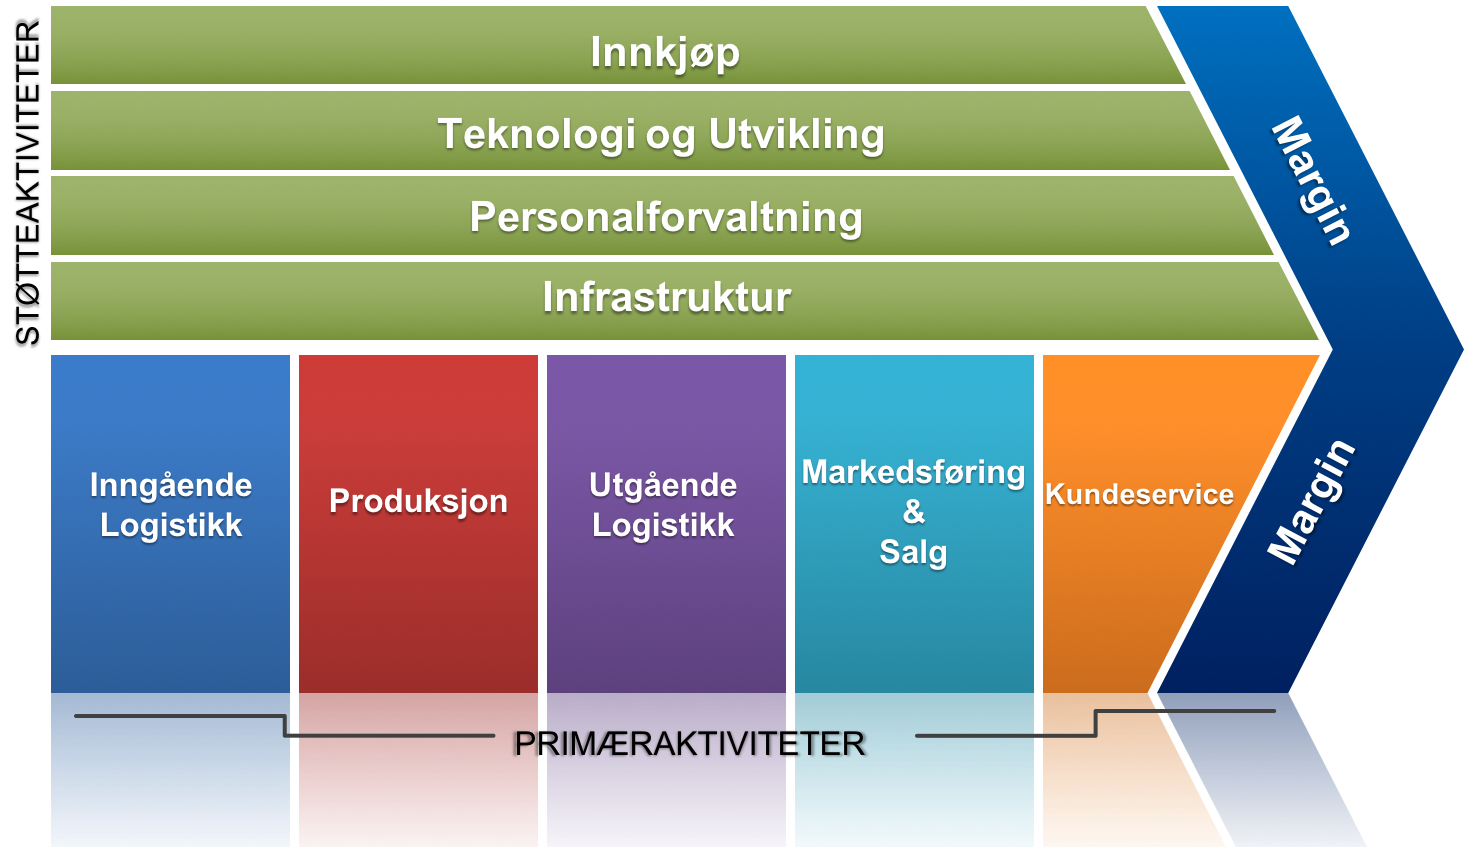 STØTTEAKTIVITETER
Innkjøp
Teknologi og Utvikling
Personalforvaltning
Infrastruktur
Margin
Inngående
Logistikk
Produksjon
Utgående
Logistikk
Markedsføring
&
Salg
Kundeservice
Margin
PRIMÆRAKTIVITETER